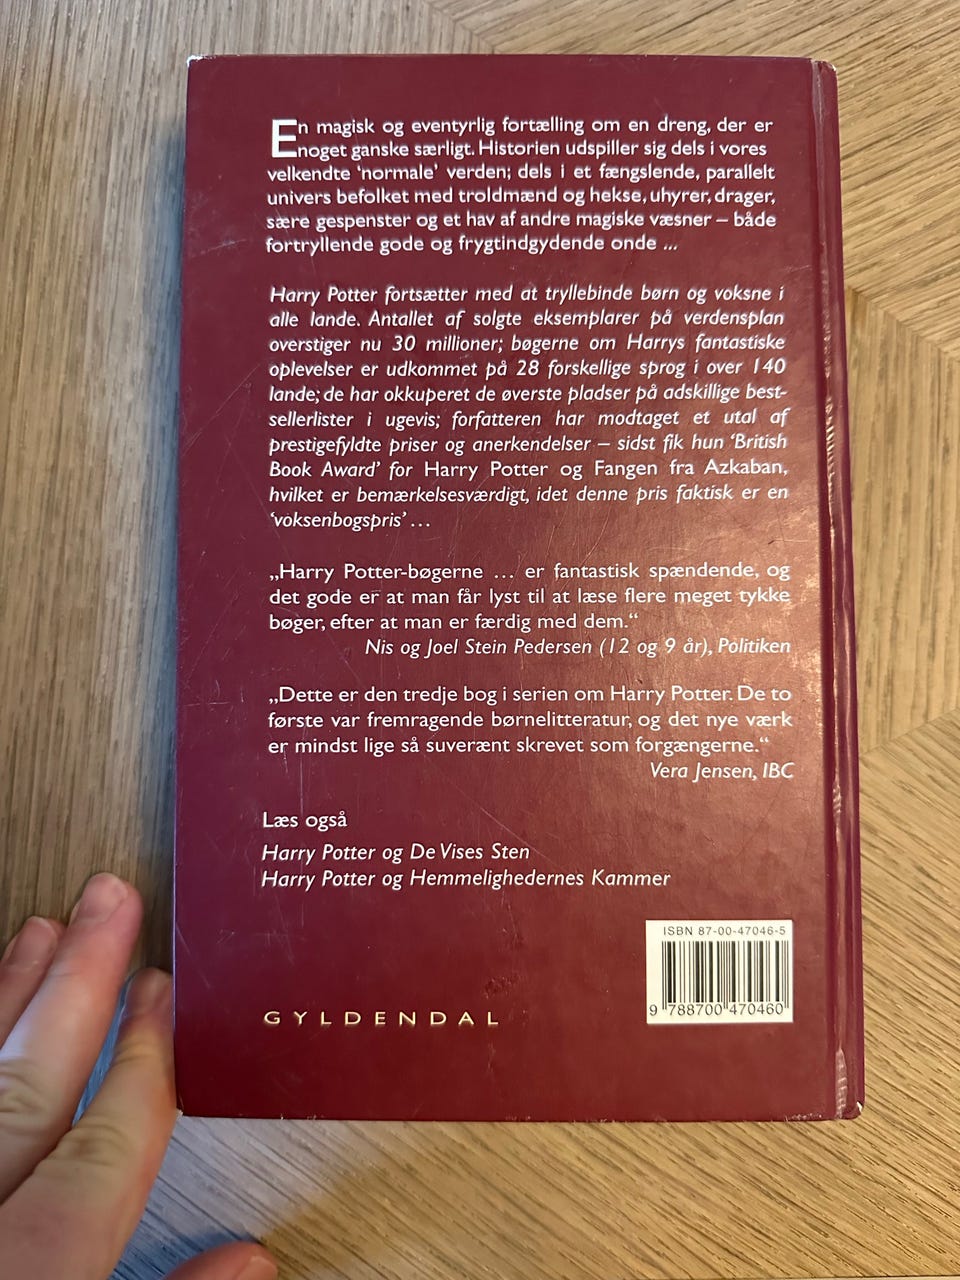 En magisk og eventyrlig fortælling om en dreng, der er
noget ganske særligt. Historien udspiller sig dels i vores
velkendte ‘normale’ verden; dels i et fængslende, parallelt
univers befolket med troldmænd og hekse, uhyrer, drager,
sære gespenster og et hav af andre magiske væsner – både
fortryllende gode og frygtindgydende onde ...
Harry Potter fortsætter med at tryllebinde børn og voksne i
alle lande. Antallet af solgte eksemplarer på verdensplan
overstiger nu 30 millioner; bøgerne om Harrys fantastiske
oplevelser er udkommet på 28 forskellige sprog i over 140
lande; de har okkuperet de øverste pladser på adskillige best-
sellerlister i ugevis; forfatteren har modtaget et utal af
prestigefyldte priser og anerkendelser – sidst fik hun ‘British
Book Award’ for Harry Potter og Fangen fra Azkaban,
hvilket er bemærkelsesværdigt, idet denne pris faktisk er en
‘voksenbogspris’ ...
„Harry Potter-bøgerne ... er fantastisk spændende, og
det gode er at man får lyst til at læse flere meget tykke
bøger, efter at man er færdig med dem.“
Nis og Joel Stein Pedersen (12 og 9 år), Politiken
„Dette er den tredje bog i serien om Harry Potter. De to
første var fremragende børnelitteratur, og det nye værk
er mindst lige så suverænt skrevet som forgængerne.“
Vera Jensen, IBC
Læs også
Harry Potter og De Vises Sten
Harry Potter og Hemmelighedernes Kammer
ISBN 87-00-47046-5
9 788700 470460
GYLDENDAL